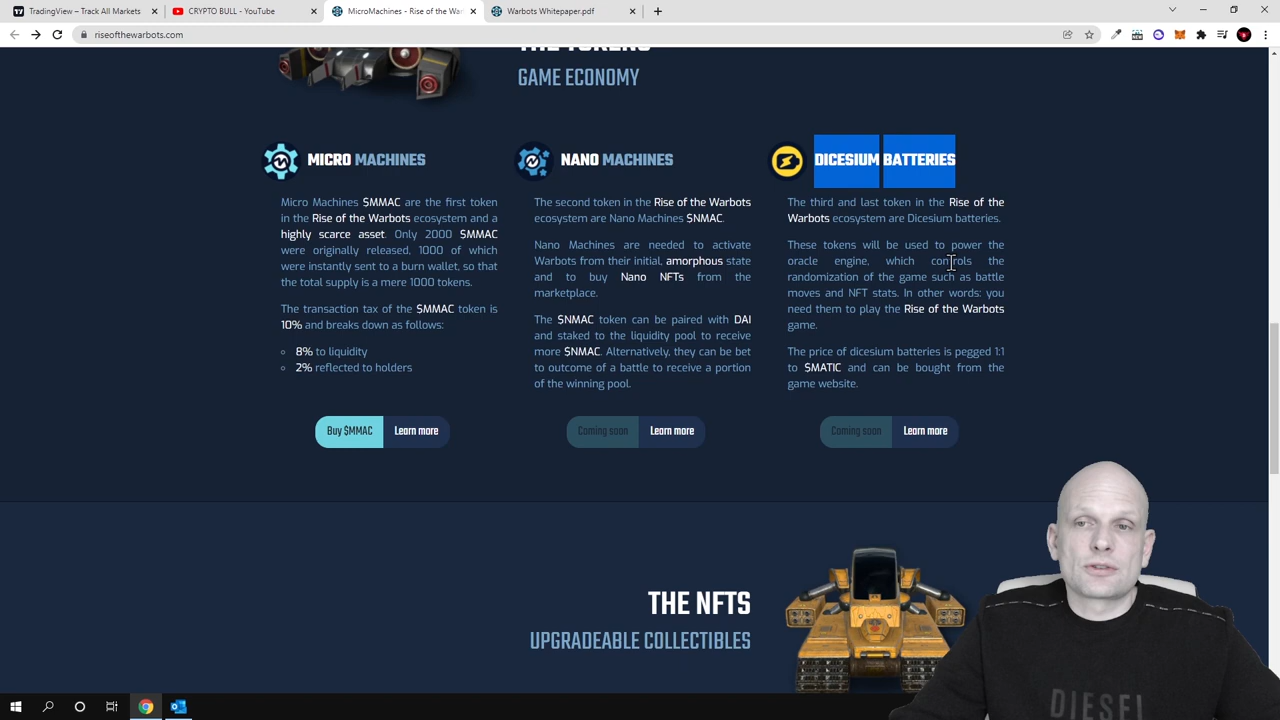 TradingView – Track All Markets
CRYPTO BULL - YouTube
MicroMachines - Rise of the War
Warbots Whitepaper.pdf
riseofthewarbots.com
THE TOKENS
GAME ECONOMY
MICRO MACHINES
Micro Machines $MMAC are the first token
in the Rise of the Warbots ecosystem and a
highly scarce asset. Only 2000 $MMAC
were originally released, 1000 of which
were instantly sent to a burn wallet, so that
the total supply is a mere 1000 tokens.
The transaction tax of the $MMAC token is
10% and breaks down as follows:
8% to liquidity
2% reflected to holders
Buy $MMAC
Learn more
NANO MACHINES
The second token in the Rise of the Warbots
ecosystem are Nano Machines $NMAC.
Nano Machines are needed to activate
Warbots from their initial, amorphous state
and to buy Nano NFTs from the
marketplace.
The $NMAC token can be paired with DAI
and staked to the liquidity pool to receive
more $NMAC. Alternatively, they can be bet
to outcome of a battle to receive a portion
of the winning pool.
Coming soon
Learn more
DICESIUM BATTERIES
The third and last token in the Rise of the
Warbots ecosystem are Dicesium batteries.
These tokens will be used to power the
oracle engine, which controls the
randomization of the game such as battle
moves and NFT stats. In other words: you
need them to play the Rise of the Warbots
game.
The price of dicesium batteries is pegged 1:1
to $MATIC and can be bought from the
game website.
Coming soon
Learn more
THE NFTS
UPGRADEABLE COLLECTIBLES
DIESEL